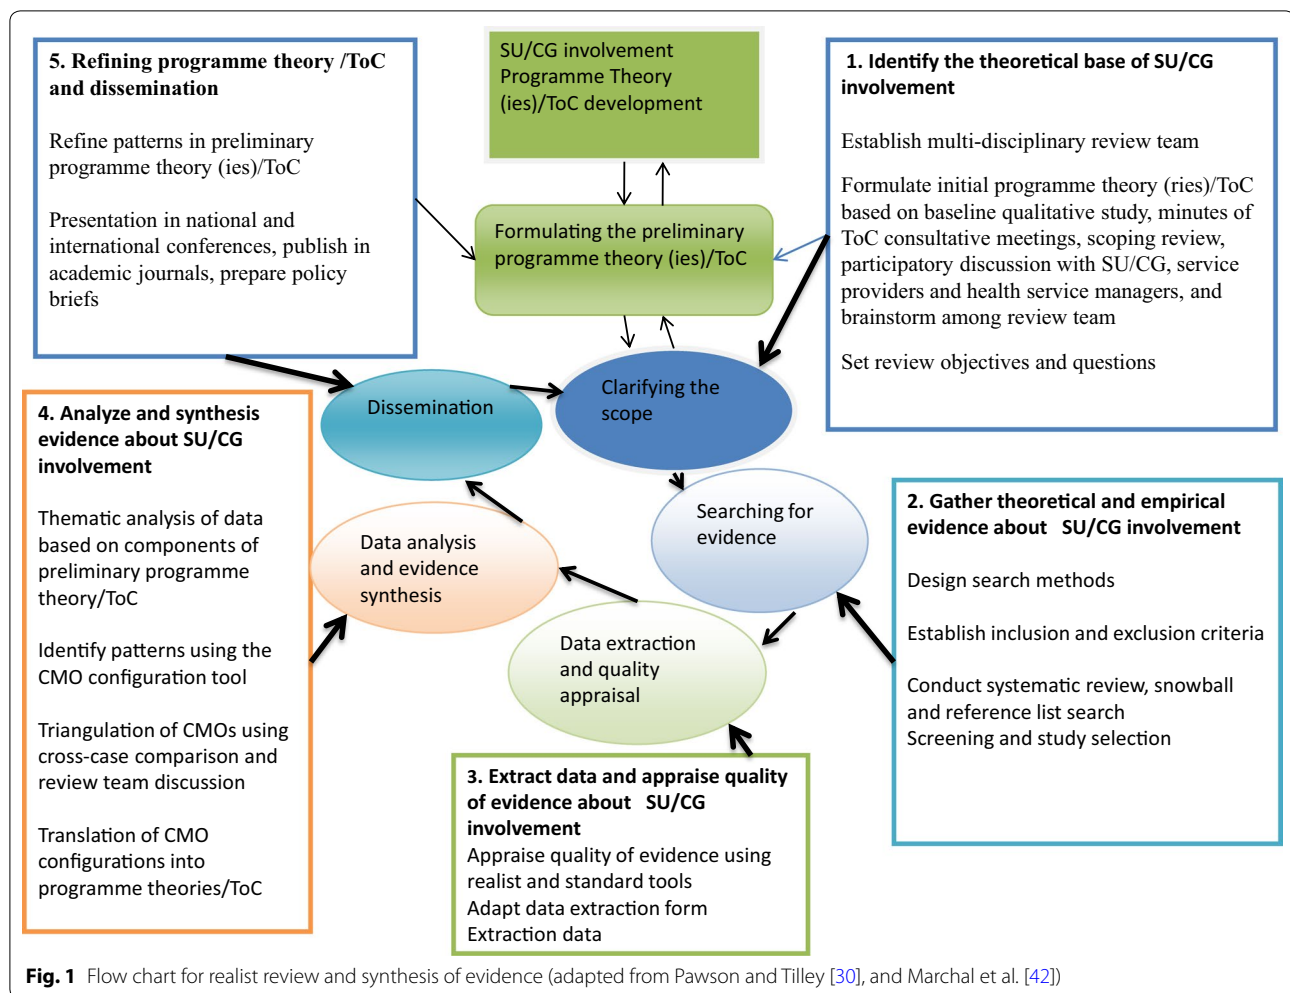 5. Refining programme theory /ToC
and dissemination
Refine patterns in preliminary
programme theory (ies)/ToC
Presentation in national and
international conferences, publish in
academic journals, prepare policy
briefs
SU/CG involvement
Programme Theory
(ies)/ToC development
Formulating the preliminary
programme theory (ies)/ToC
1. Identify the theoretical base of SU/CG
involvement
Establish multi-disciplinary review team
Formulate initial programme theory (ries)/ToC
based on baseline qualitative study, minutes of
ToC consultative meetings, scoping review,
participatory discussion with SU/CG, service
providers and health service managers, and
brainstorm among review team
Set review objectives and questions
Dissemination
Clarifying the
scope
Searching for
evidence
Data analysis
and evidence
synthesis
Data extraction
and quality
appraisal
4. Analyze and synthesis
evidence about SU/CG
involvement
Thematic analysis of data
based on components of
preliminary programme
theory/ToC
Identify patterns using the
CMO configuration tool
Triangulation of CMOs using
cross-case comparison and
review team discussion
Translation of CMO
configurations into
programme theories/ToC
2. Gather theoretical and empirical
evidence about SU/CG involvement
Design search methods
Establish inclusion and exclusion criteria
Conduct systematic review, snowball
and reference list search
Screening and study selection
3. Extract data and appraise quality
of evidence about SU/CG
involvement
Appraise quality of evidence using
realist and standard tools
Adapt data extraction form
Extraction data
Fig. 1 Flow chart for realist review and synthesis of evidence (adapted from Pawson and Tilley [30], and Marchal et al. [42])